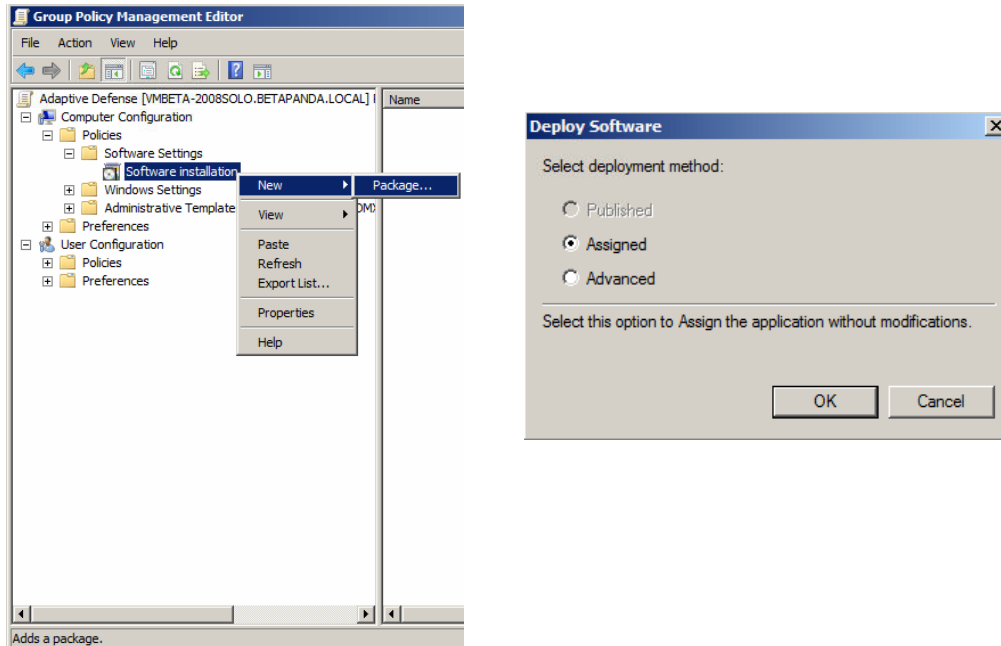 Group Policy Management Editor
File Action View Help
Adaptive Defense [VMBETA-2008SOLO.BETAPANDA.LOCAL]
Name
Computer Configuration
Policies
Software Settings
Software installation
Windows Settings
Administrative Template
Preferences
User Configuration
Policies
Preferences
New
Package...
View
Paste
Refresh
Export List...
Properties
Help
Adds a package.
Deploy Software
Select deployment method:
Published
Assigned
Advanced
Select this option to Assign the application without modifications.
OK Cancel